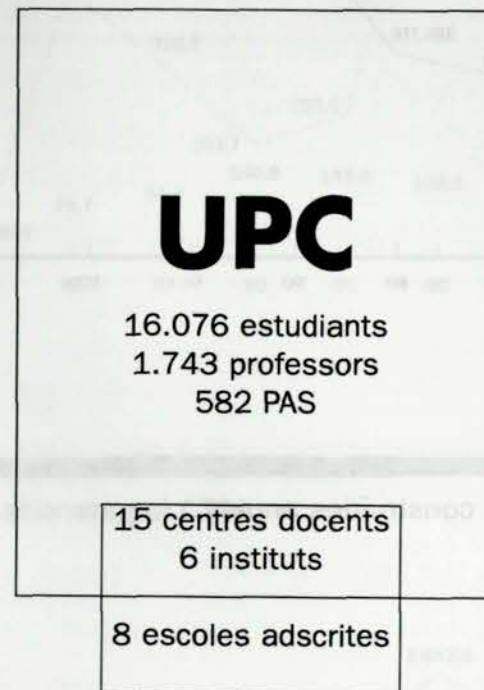 UPC
16.076 estudiants
1.743 professors
582 PAS
15 centres docents
6 instituts
8 escoles adscrites